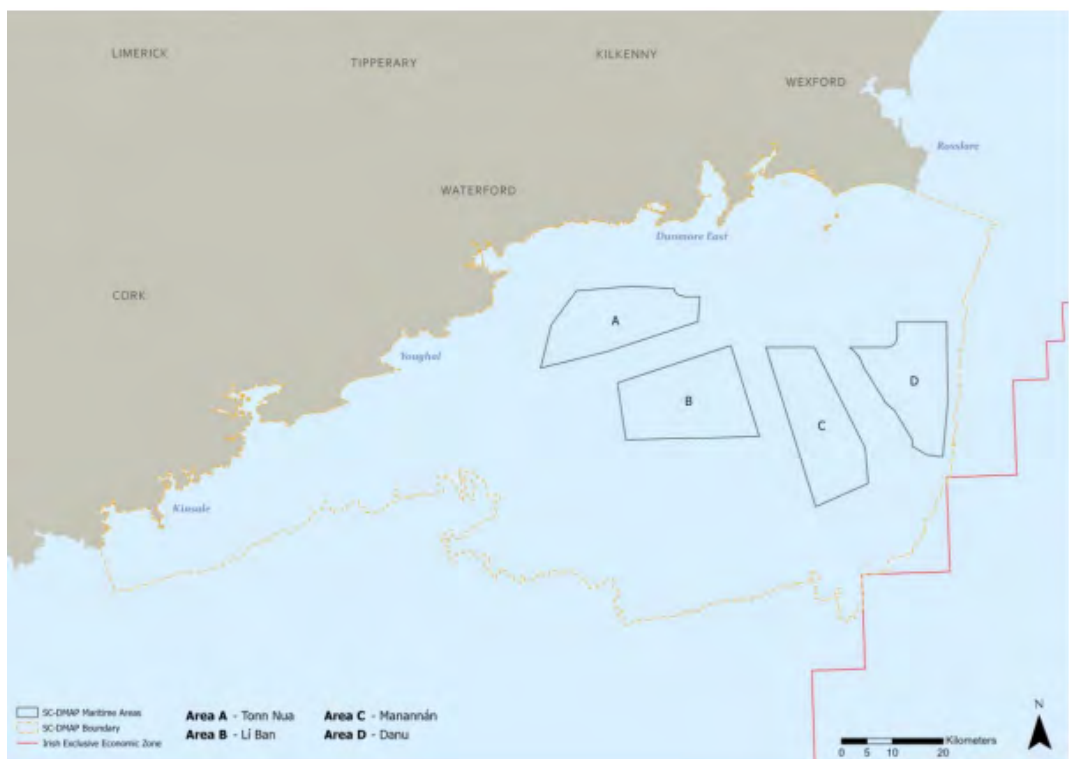 LIMERICK
TIPPERARY
KILKENNY
WEXFORD
Rosslare
WATERFORD
Dunmore East
CORK
A
Youghal
D
B
C
Kinsale
SC-DMAP Maritime Areas
SC-DMAP Boundary
Irish Exclusive Economic Zone
Area A - Tonn Nua
Area B - Lí Ban
Area C - Manannán
Area D - Danu
Kilometers
0 5 10 20
N